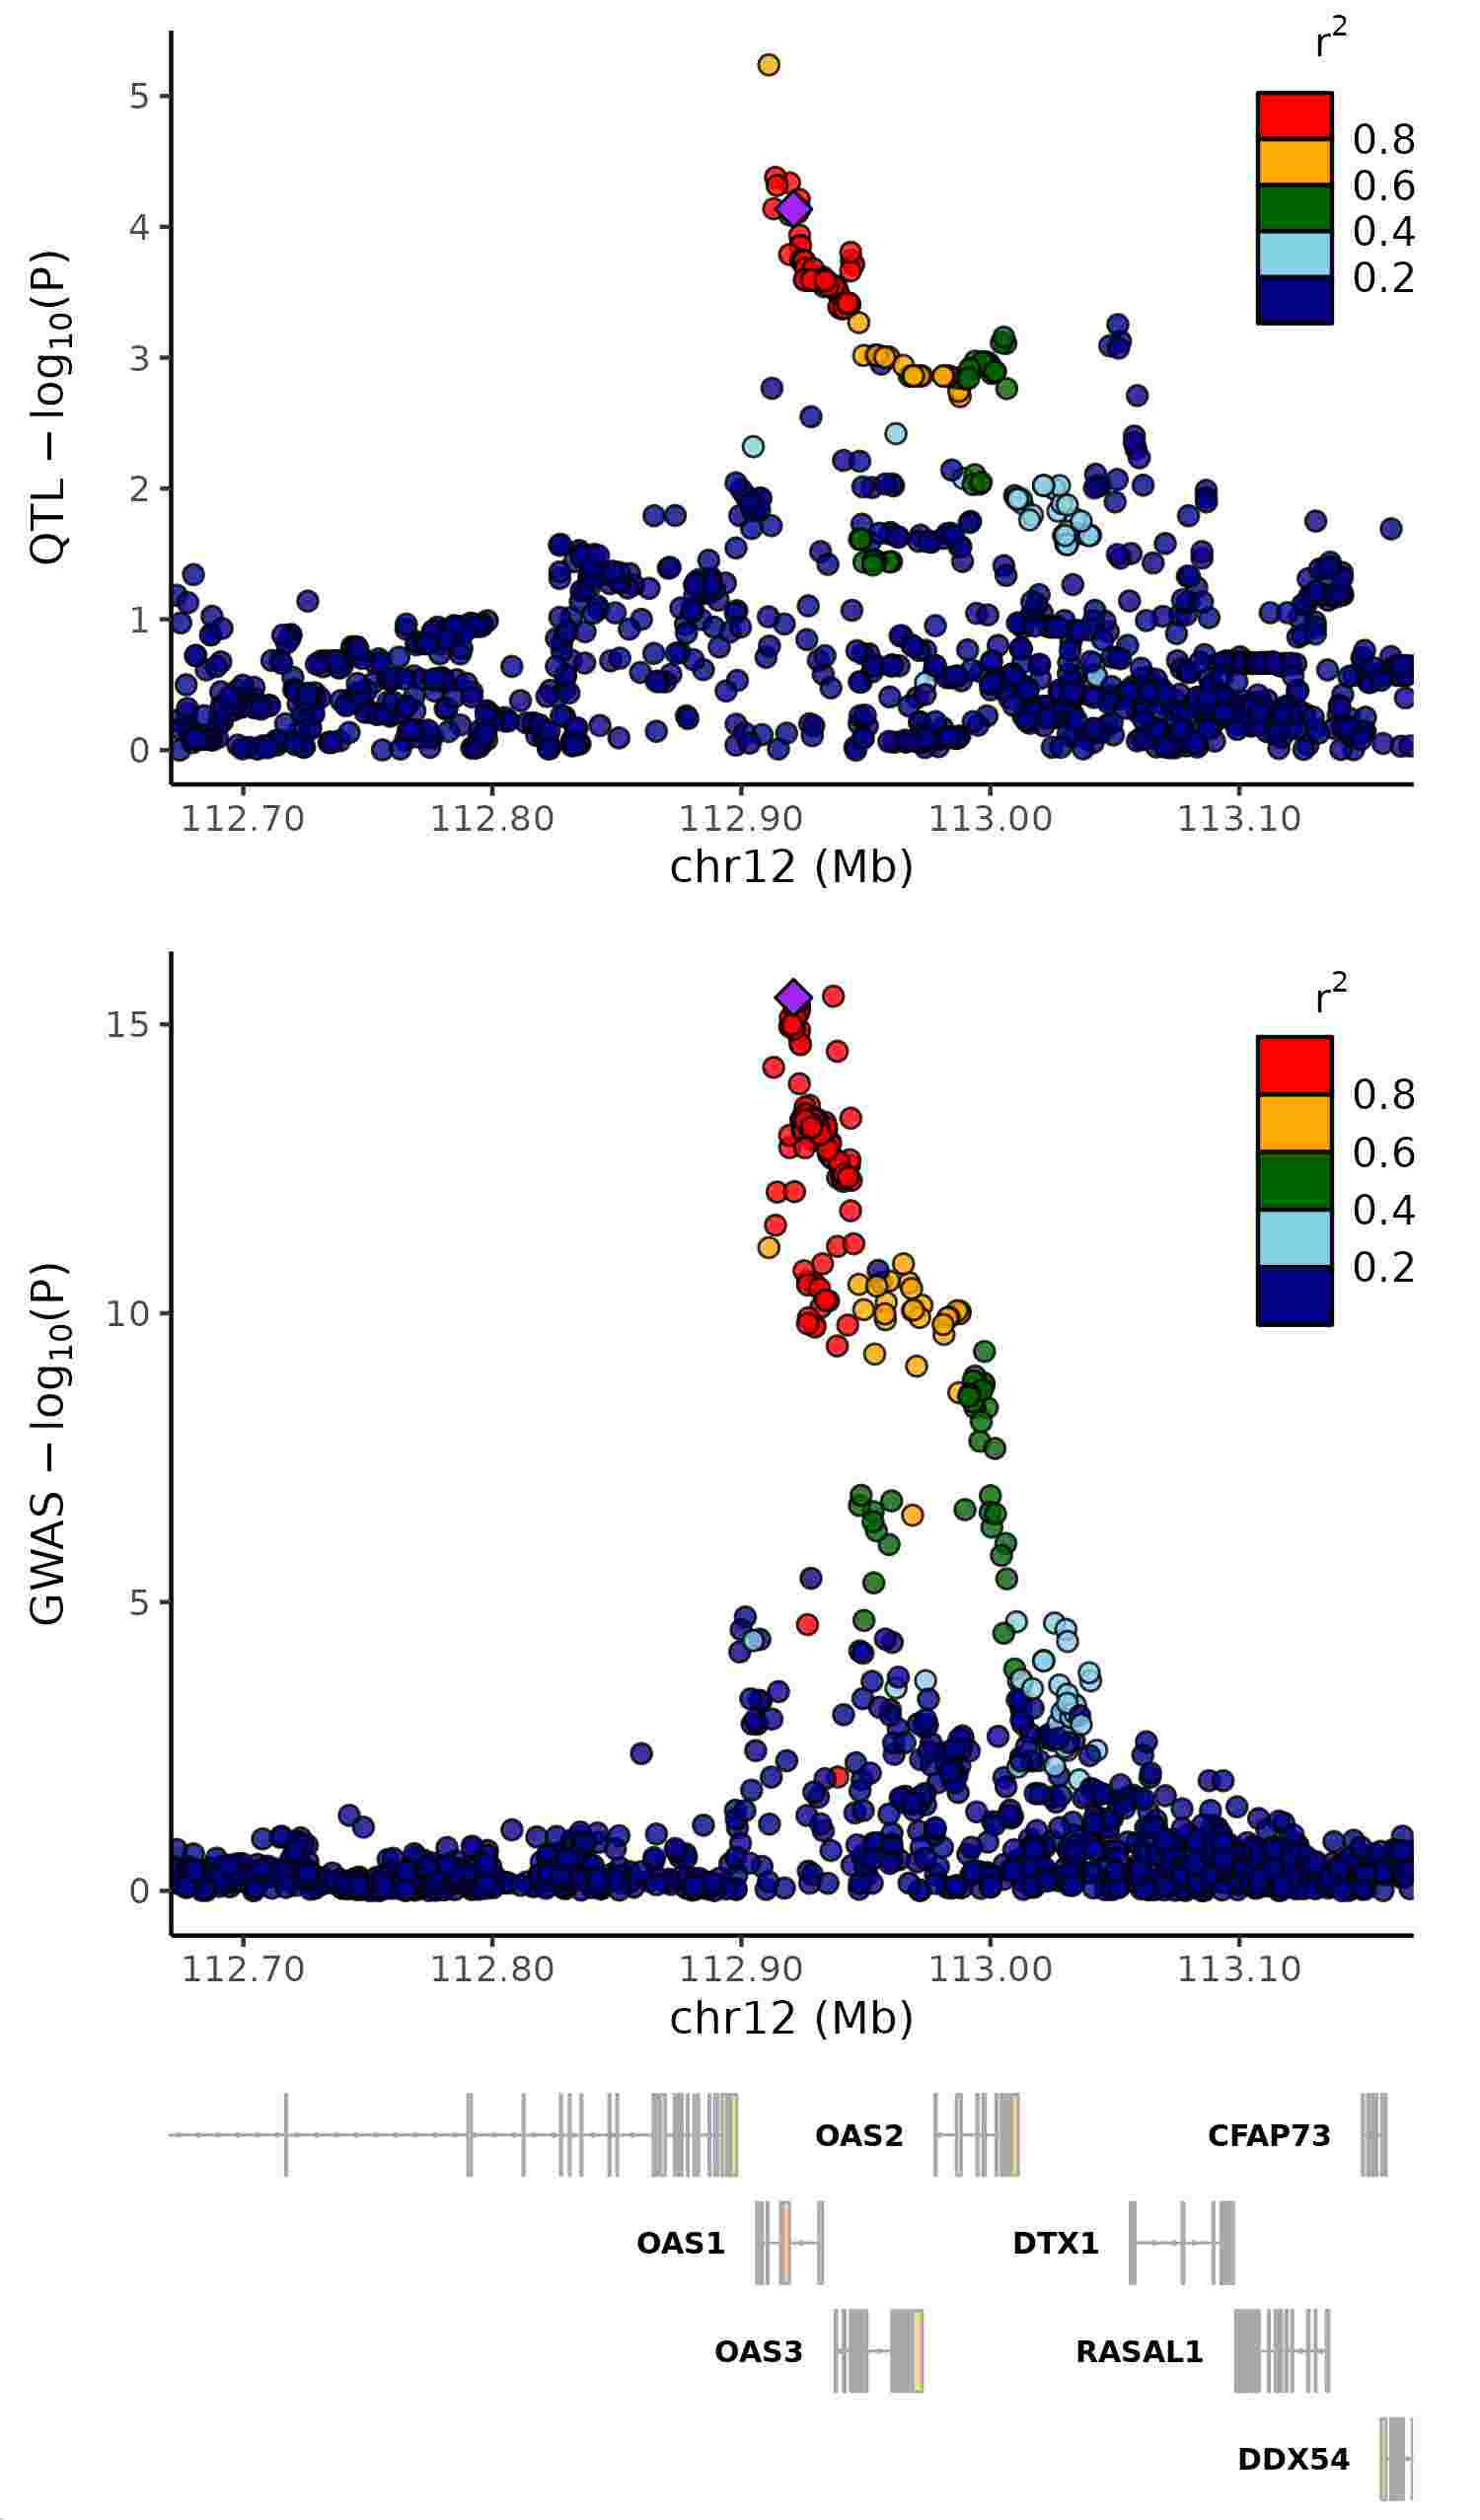 r²
5
4
3
2
1
0
QTL − log₁₀(P)
0.8
0.6
0.4
0.2
112.70 112.80 112.90 113.00 113.10
chr12 (Mb)
r²
15
10
5
0
GWAS − log₁₀(P)
0.8
0.6
0.4
0.2
112.70 112.80 112.90 113.00 113.10
chr12 (Mb)
OAS2 CFAP73
OAS1 DTX1
OAS3 RASAL1
DDX54